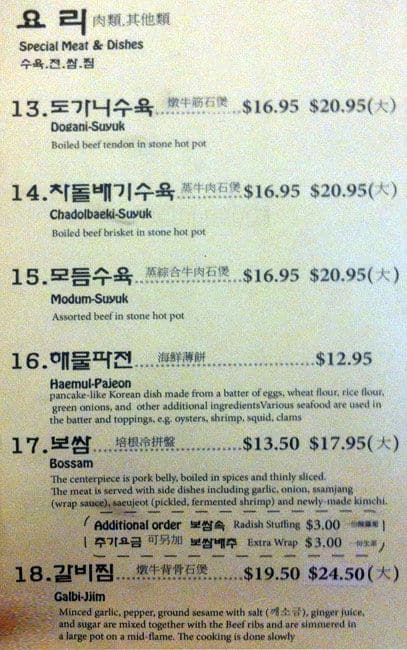 요 리 肉類,其他類
Special Meat & Dishes
수육.전.쌈.찜
13.도가니수육 燉牛筋石煲 $16.95 $20.95(大)
Dogani-Suyuk
Boiled beef tendon in stone hot pot
14.차돌배기수육 蒸牛肉石煲 $16.95 $20.95(大)
Chadolbaeki-Suyuk
Boiled beef brisket in stone hot pot
15.모듬수육 蒸綜合牛肉石煲 $16.95 $20.95(大)
Modum-Suyuk
Assorted beef in stone hot pot
16.해물파전 海鮮薄餅 $12.95
Haemul-Pajeon
pancake-like Korean dish made from a batter of eggs, wheat flour, rice flour,
green onions, and other additional ingredientsVarious seafood are used in
the batter and toppings, e.g. oysters, shrimp, squid, clams
17.보쌈 培根冷拼盤 $13.50 $17.95(大)
Bossam
The centerpiece is pork belly, boiled in spices and thinly sliced.
The meat is served with side dishes including garlic, onion, ssamjang
(wrap sauce), saeujeot (pickled, fermented shrimp) and newly-made kimchi.
Additional order 보쌈속 Radish Stuffing $3.00
추가요금 可另加 보쌈배추 Extra Wrap $3.00
18.갈비찜 燉牛背骨石煲 $19.50 $24.50(大)
Galbi-Jjim
Minced garlic, pepper, ground sesame with salt (깨소금), ginger juice,
and sugar are mixed together with the Beef ribs and are simmered in
a large pot on a mid-flame. The cooking is done slowly